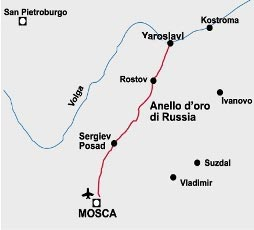 San Pietroburgo
Kostroma
Yaroslavl
Rostov
Volga
Ivanovo
Anello d'oro
di Russia
Sergiev
Posad
Suzdal
Vladimir
MOSCA